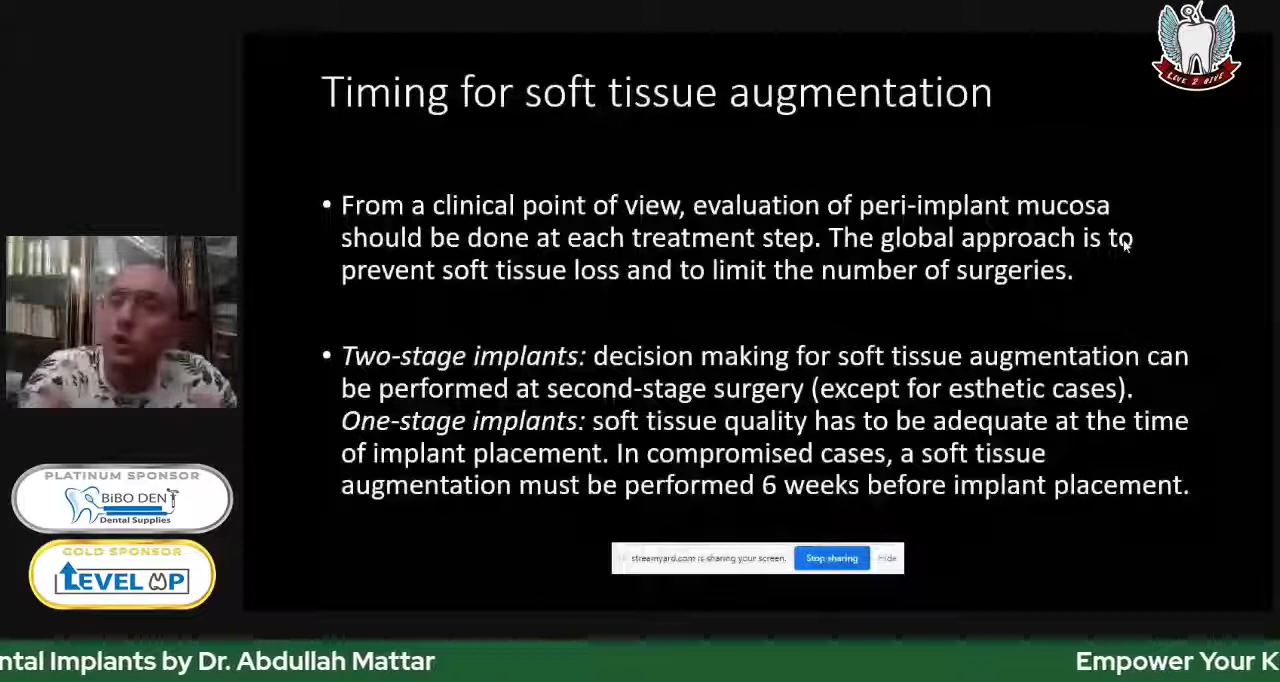 LIVE 2 GIVE
Timing for soft tissue augmentation
• From a clinical point of view, evaluation of peri-implant mucosa
should be done at each treatment step. The global approach is to
prevent soft tissue loss and to limit the number of surgeries.
• Two-stage implants: decision making for soft tissue augmentation can
be performed at second-stage surgery (except for esthetic cases).
One-stage implants: soft tissue quality has to be adequate at the time
of implant placement. In compromised cases, a soft tissue
augmentation must be performed 6 weeks before implant placement.
PLATINUM SPONSOR
BiBO DENT
Dental Supplies
GOLD SPONSOR
LEVEL UP
streamyard.com is sharing your screen.
Stop sharing
Hide
ntal Implants by Dr. Abdullah Mattar
Empower Your K